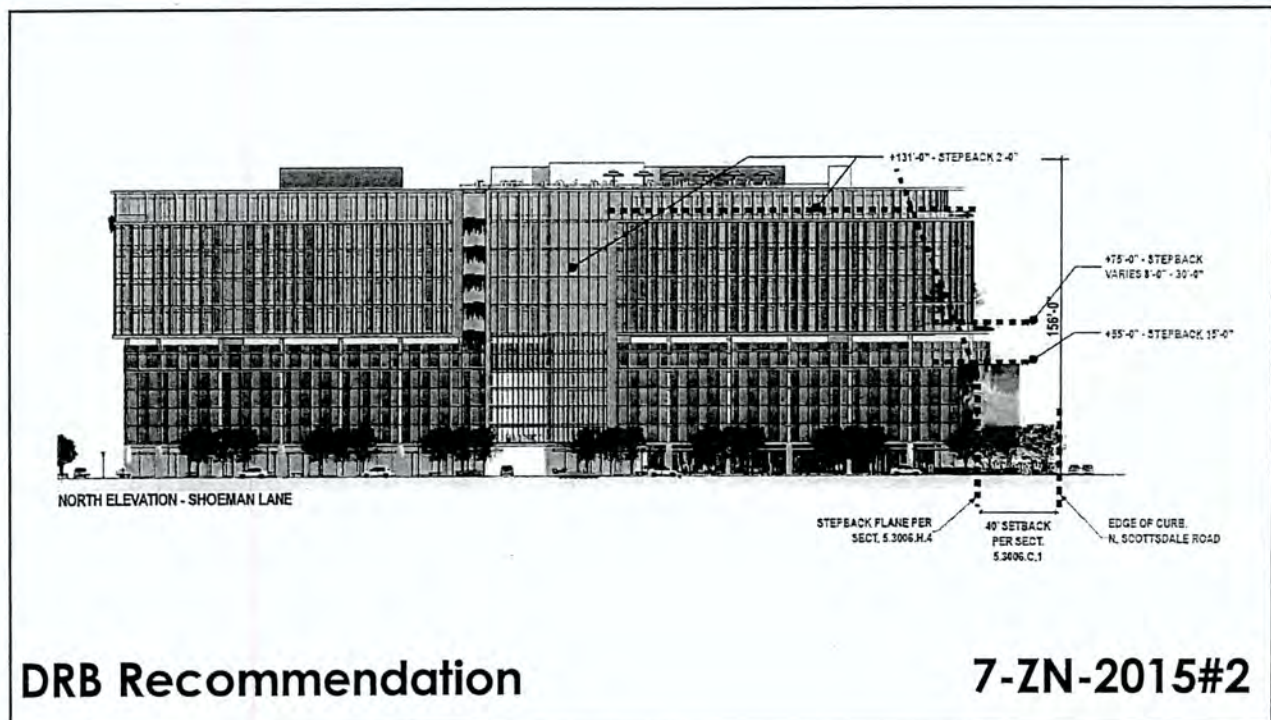 +131'-0" - STEPBACK 2'-0"
+75'-0" - STEPBACK
VARIES 8'-0" - 30'-0"
156'-0"
+55'-0" - STEPBACK 15'-0"
NORTH ELEVATION - SHOEMAN LANE
STEPBACK PLANE PER
SECT. 5.3006.H.4
40' SETBACK
PER SECT.
5.3006.C.1
EDGE OF CURB,
N. SCOTTSDALE ROAD
DRB Recommendation
7-ZN-2015#2